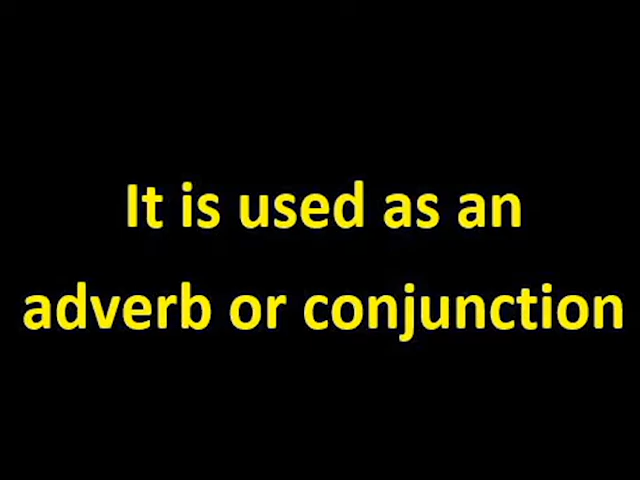 It is used as an
adverb or conjunction